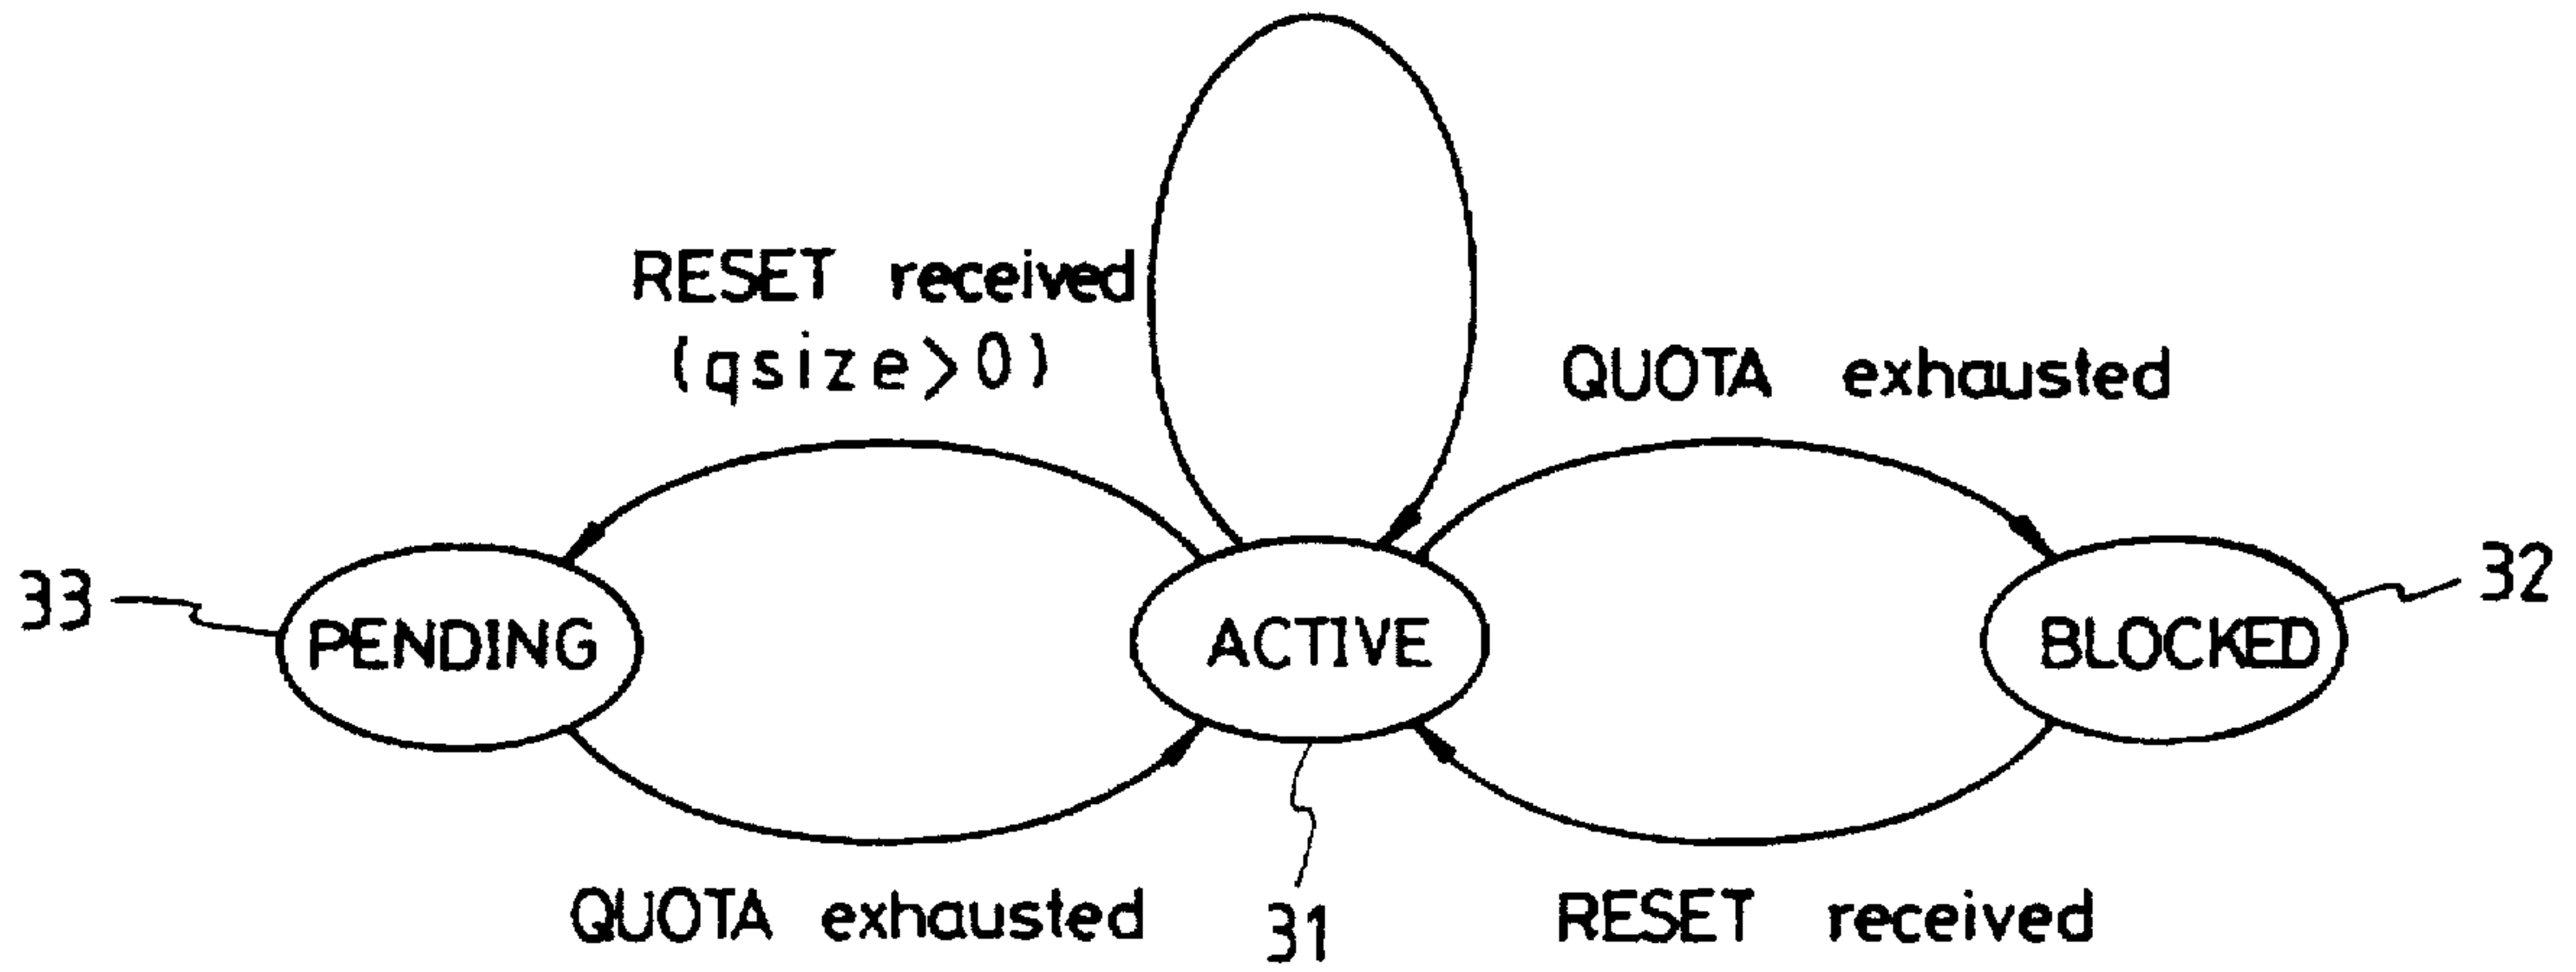 RESET received
(qsize>0)
QUOTA exhausted
33
PENDING
ACTIVE
BLOCKED
32
QUOTA exhausted
31
RESET received